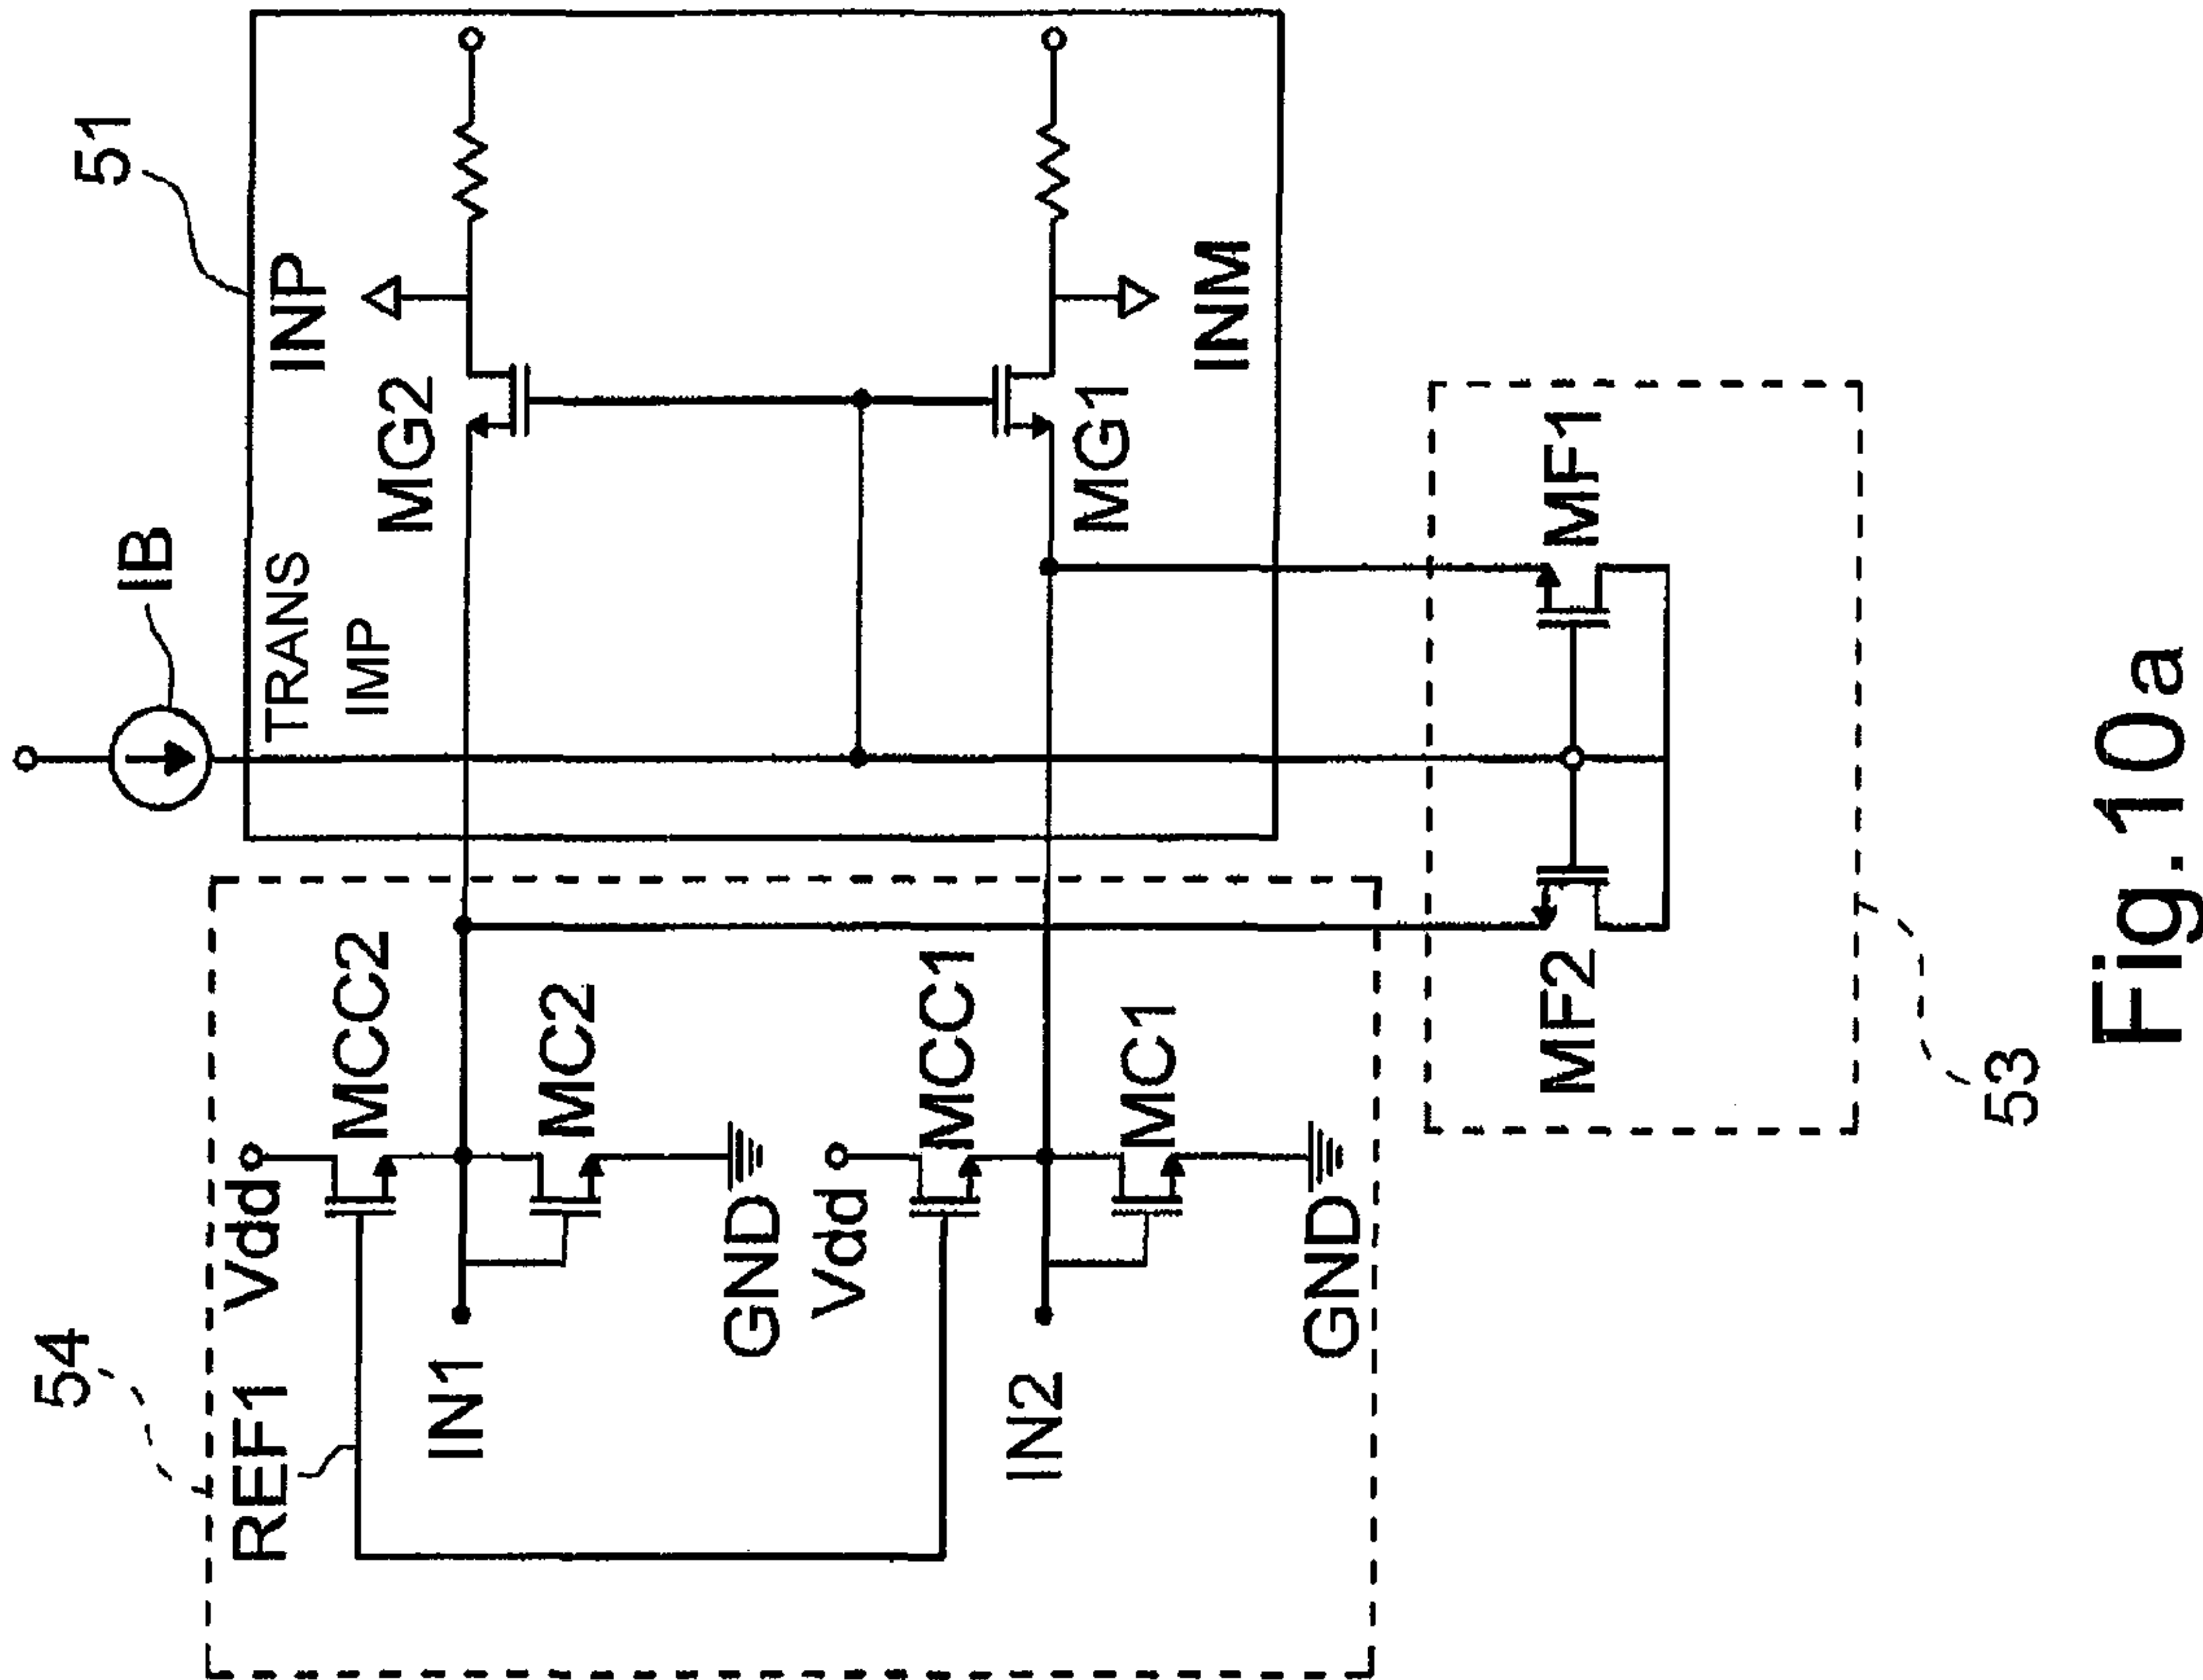 54
REF1
Vdd
MCC2
IN1
MC2
GND
Vdd
MCC1
IN2
MC1
GND
IB
51
TRANS
IMP
INP
MG2
MG1
INM
MF2
MF1
53
Fig.10a